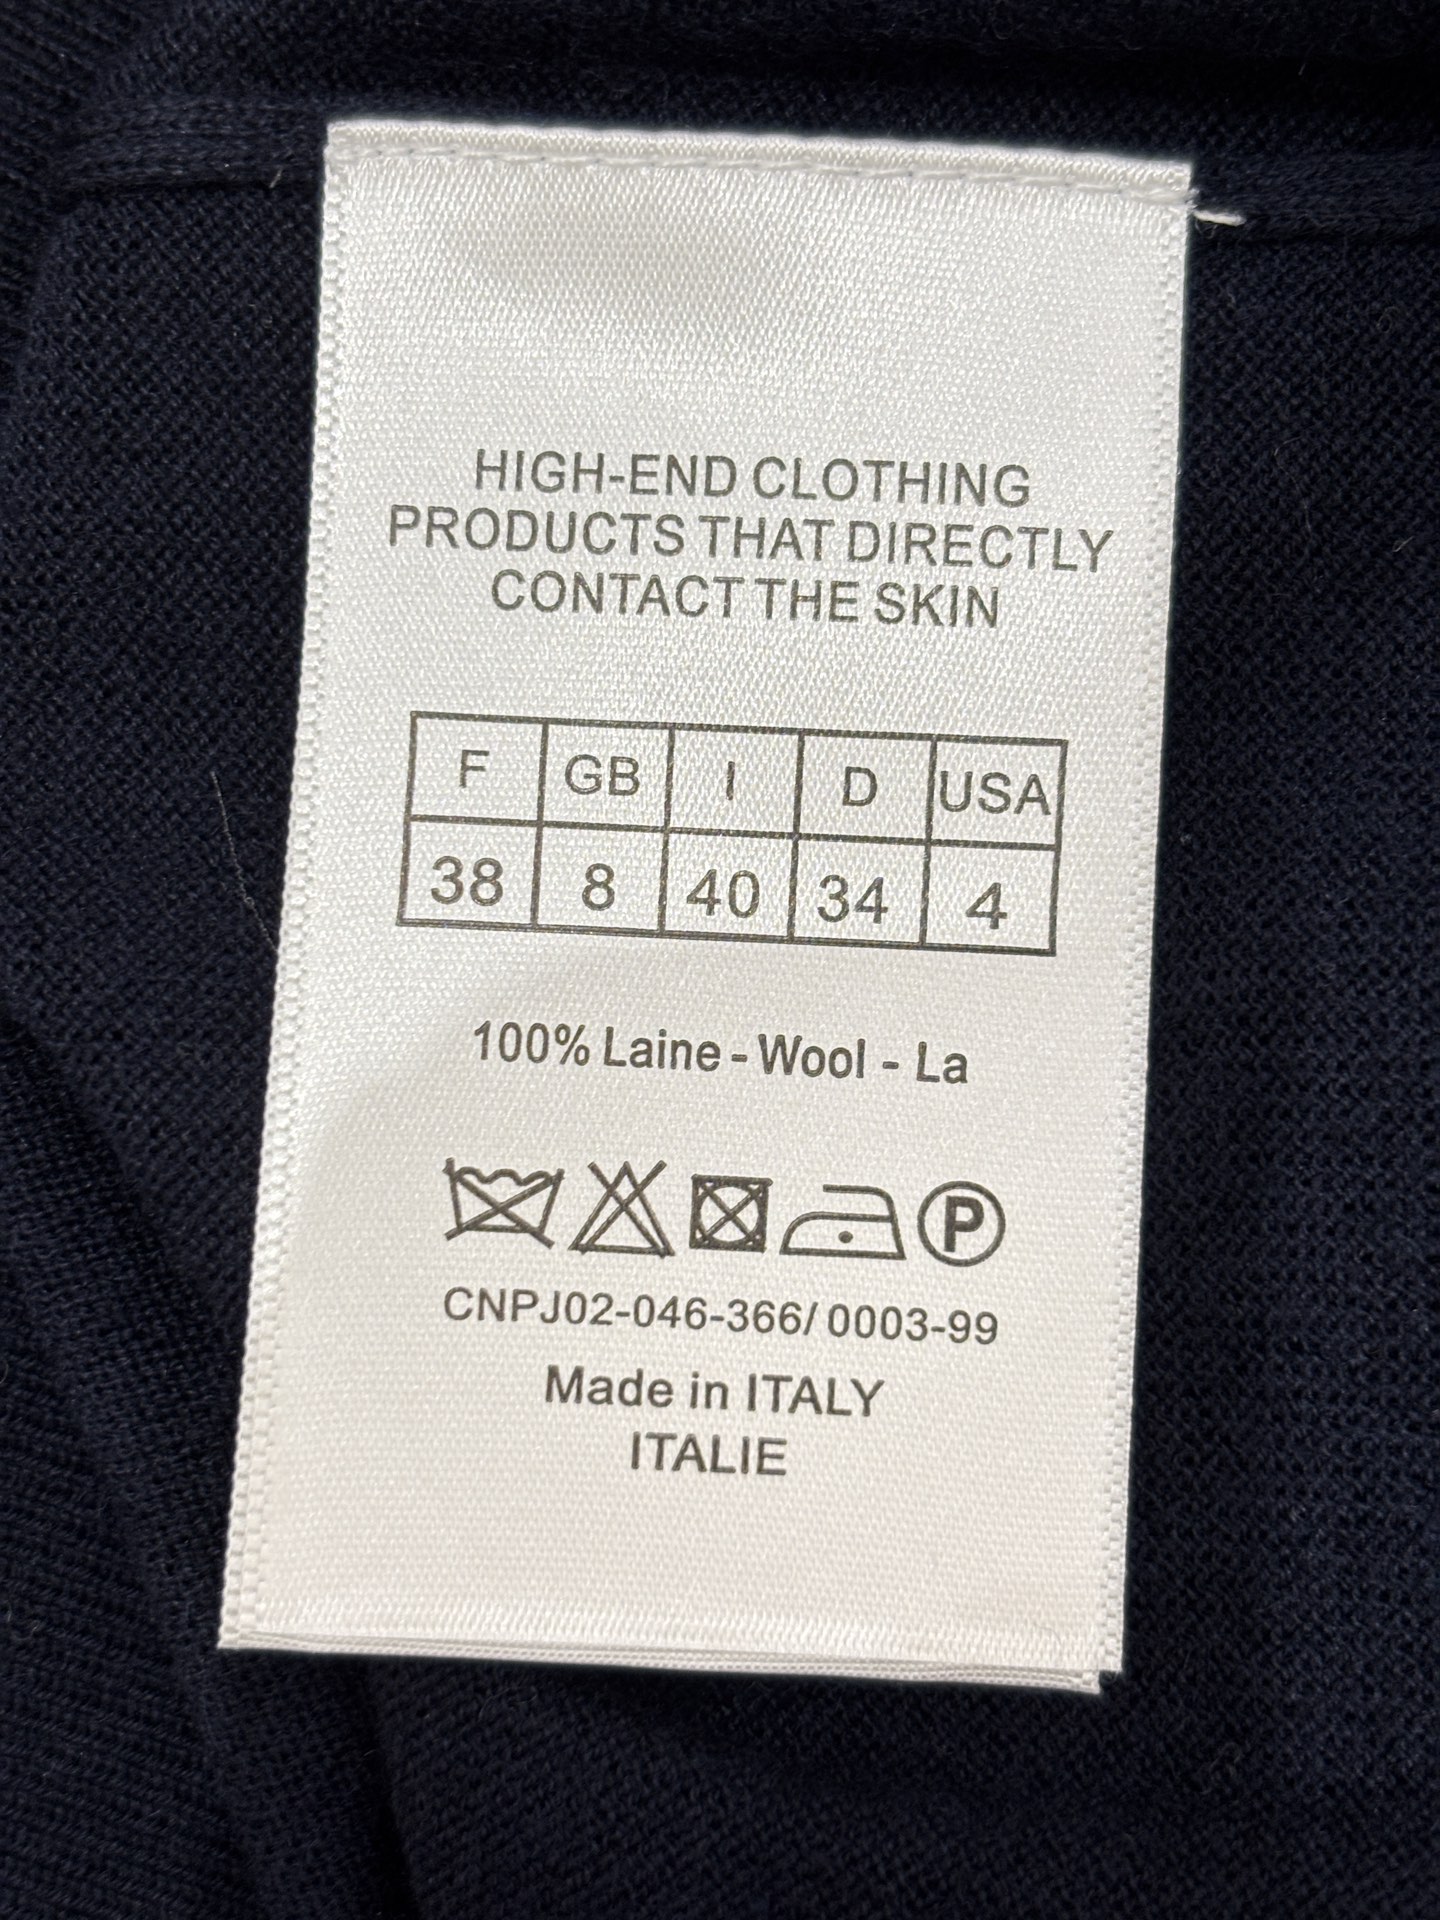 HIGH-END CLOTHING
PRODUCTS THAT DIRECTLY
CONTACT THE SKIN
F GB I D USA
38 8 40 34 4
100% Laine - Wool - La
P
CNPJ02-046-366/ 0003-99
Made in ITALY
ITALIE